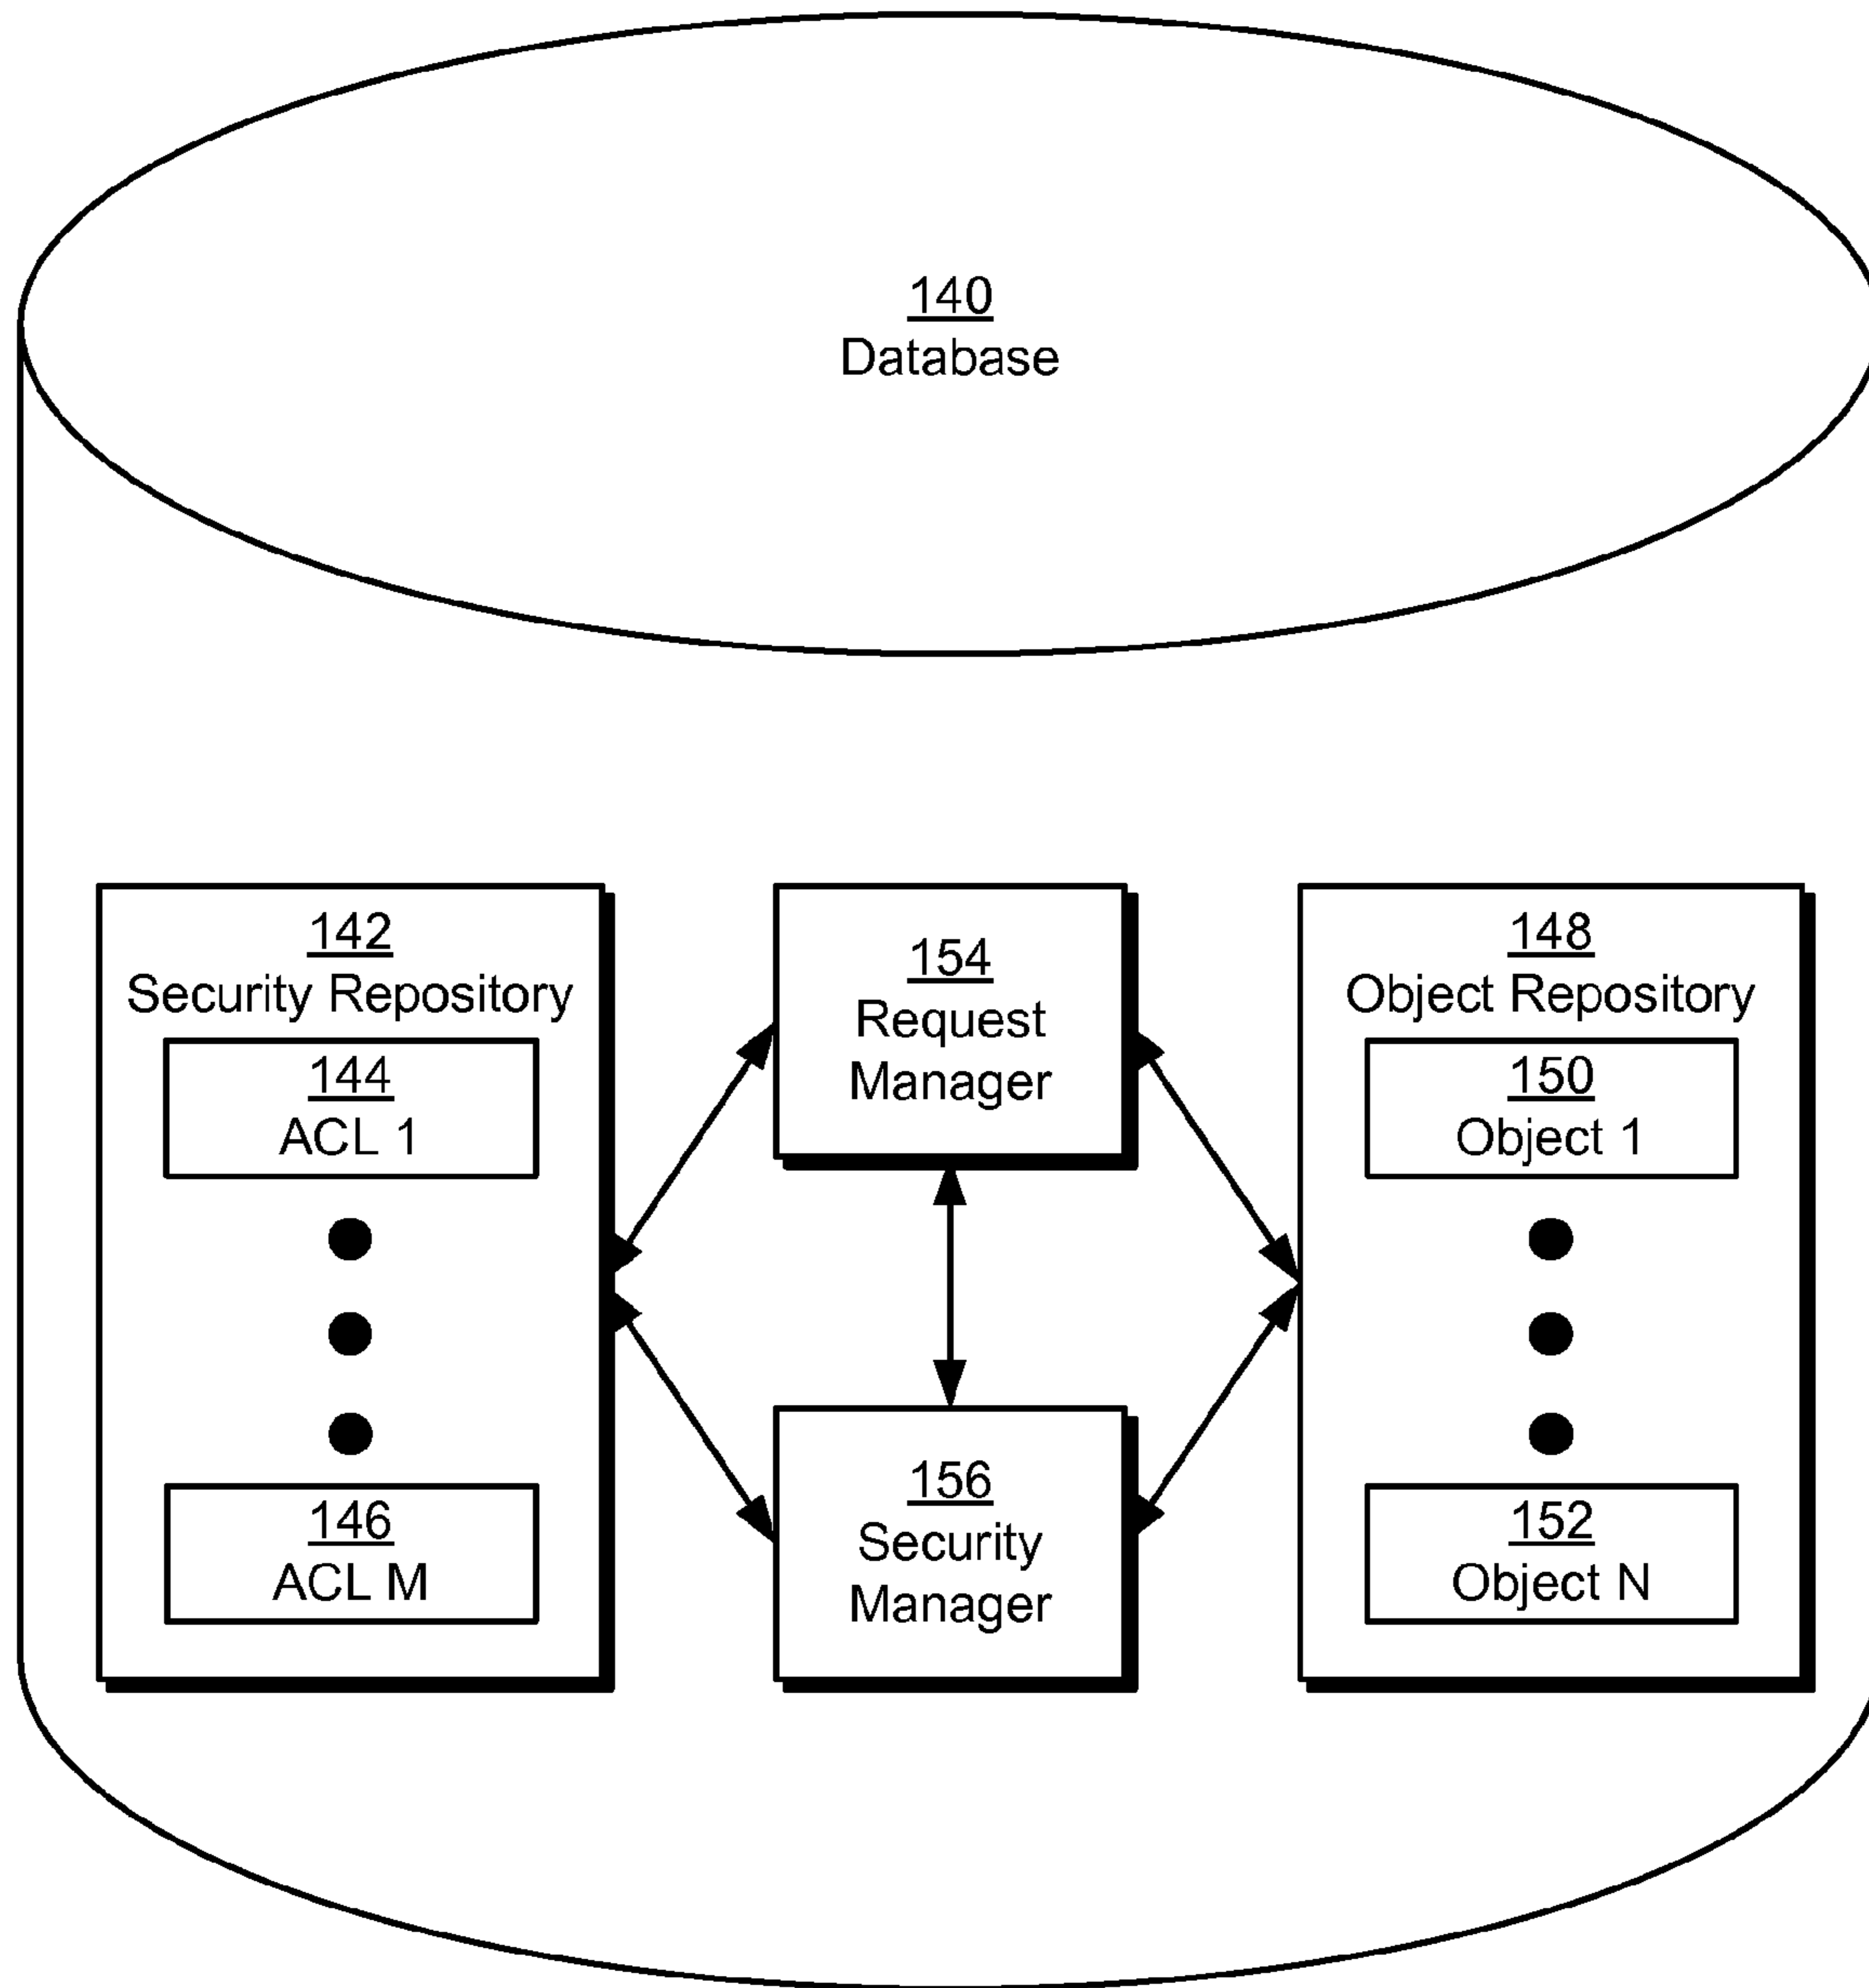 140
Database
142
Security Repository
144
ACL 1
146
ACL M
154
Request
Manager
156
Security
Manager
148
Object Repository
150
Object 1
152
Object N